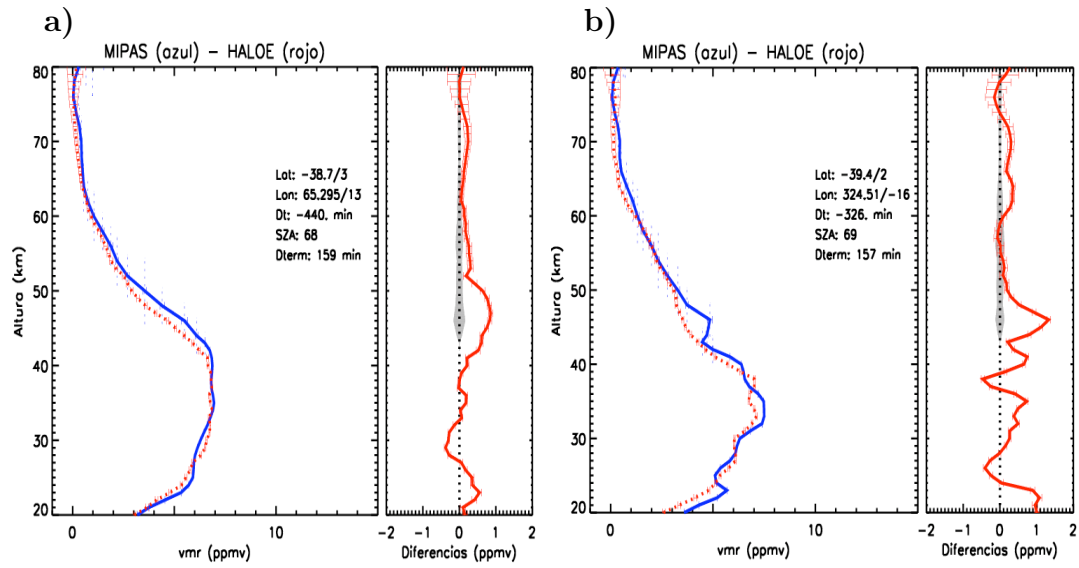 a)
MIPAS (azul) – HALOE (rojo)
80
70
60
50
40
30
20
Altura (km)
0
5
10
vmr (ppmv)
Lat: −38.7/3
Lon: 65.295/13
Dt: −440. min
SZA: 68
Dterm: 159 min
−2
−1
0
1
2
Diferencias (ppmv)
b)
MIPAS (azul) – HALOE (rojo)
80
70
60
50
40
30
20
Altura (km)
0
5
10
vmr (ppmv)
Lat: −39.4/2
Lon: 324.51/−16
Dt: −326. min
SZA: 69
Dterm: 157 min
−2
−1
0
1
2
Diferencias (ppmv)